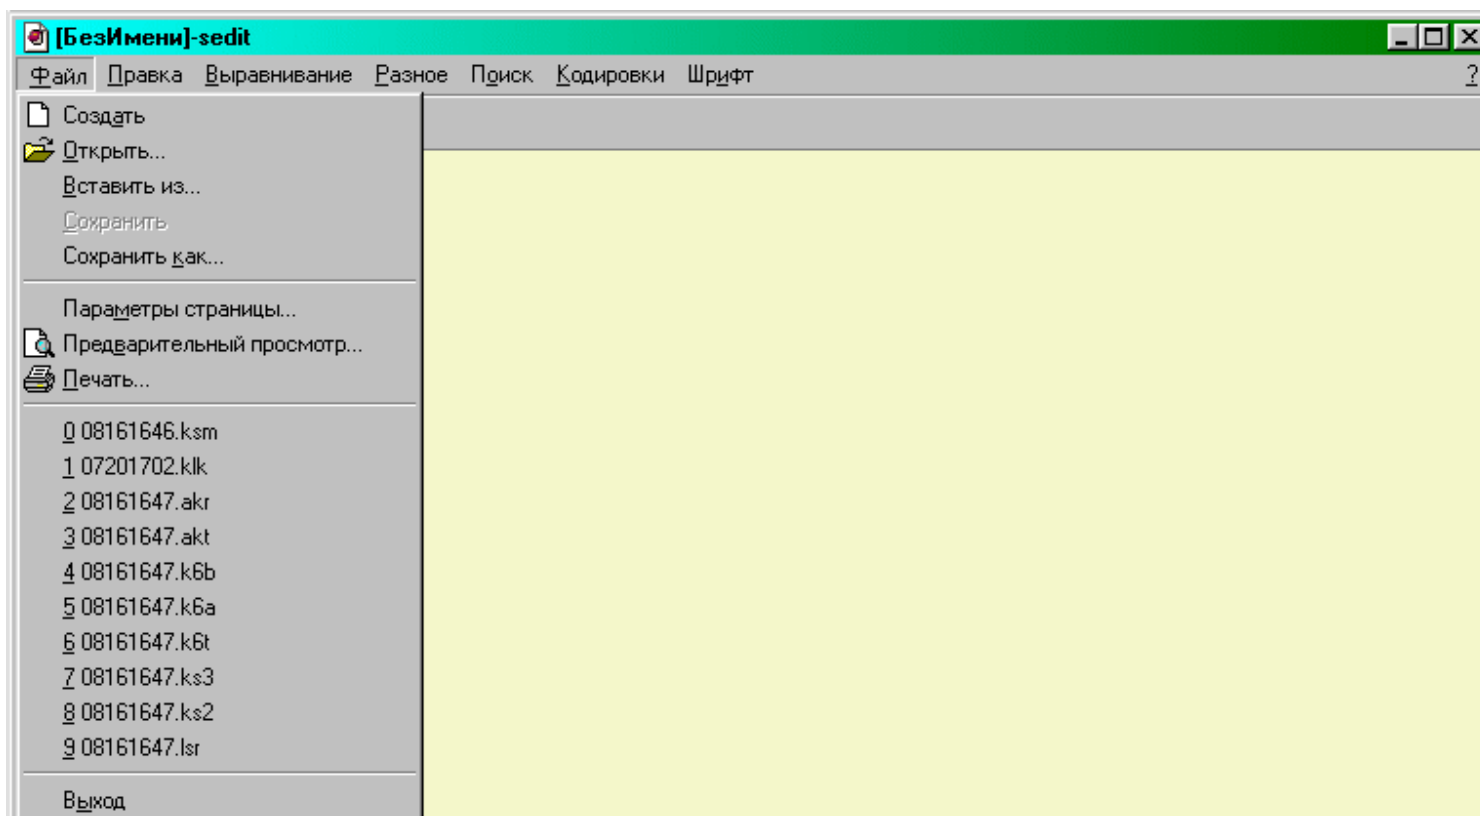 [БезИмени]-sedit
Файл Правка Выравнивание Разное Поиск Кодировки Шрифт ?
Создать
Открыть...
Вставить из...
Сохранить
Сохранить как...
Параметры страницы...
Предварительный просмотр...
Печать...
0 08161646.ksm
1 07201702.klk
2 08161647.akr
3 08161647.akt
4 08161647.k6b
5 08161647.k6a
6 08161647.k6t
7 08161647.ks3
8 08161647.ks2
9 08161647.lsr
Выход